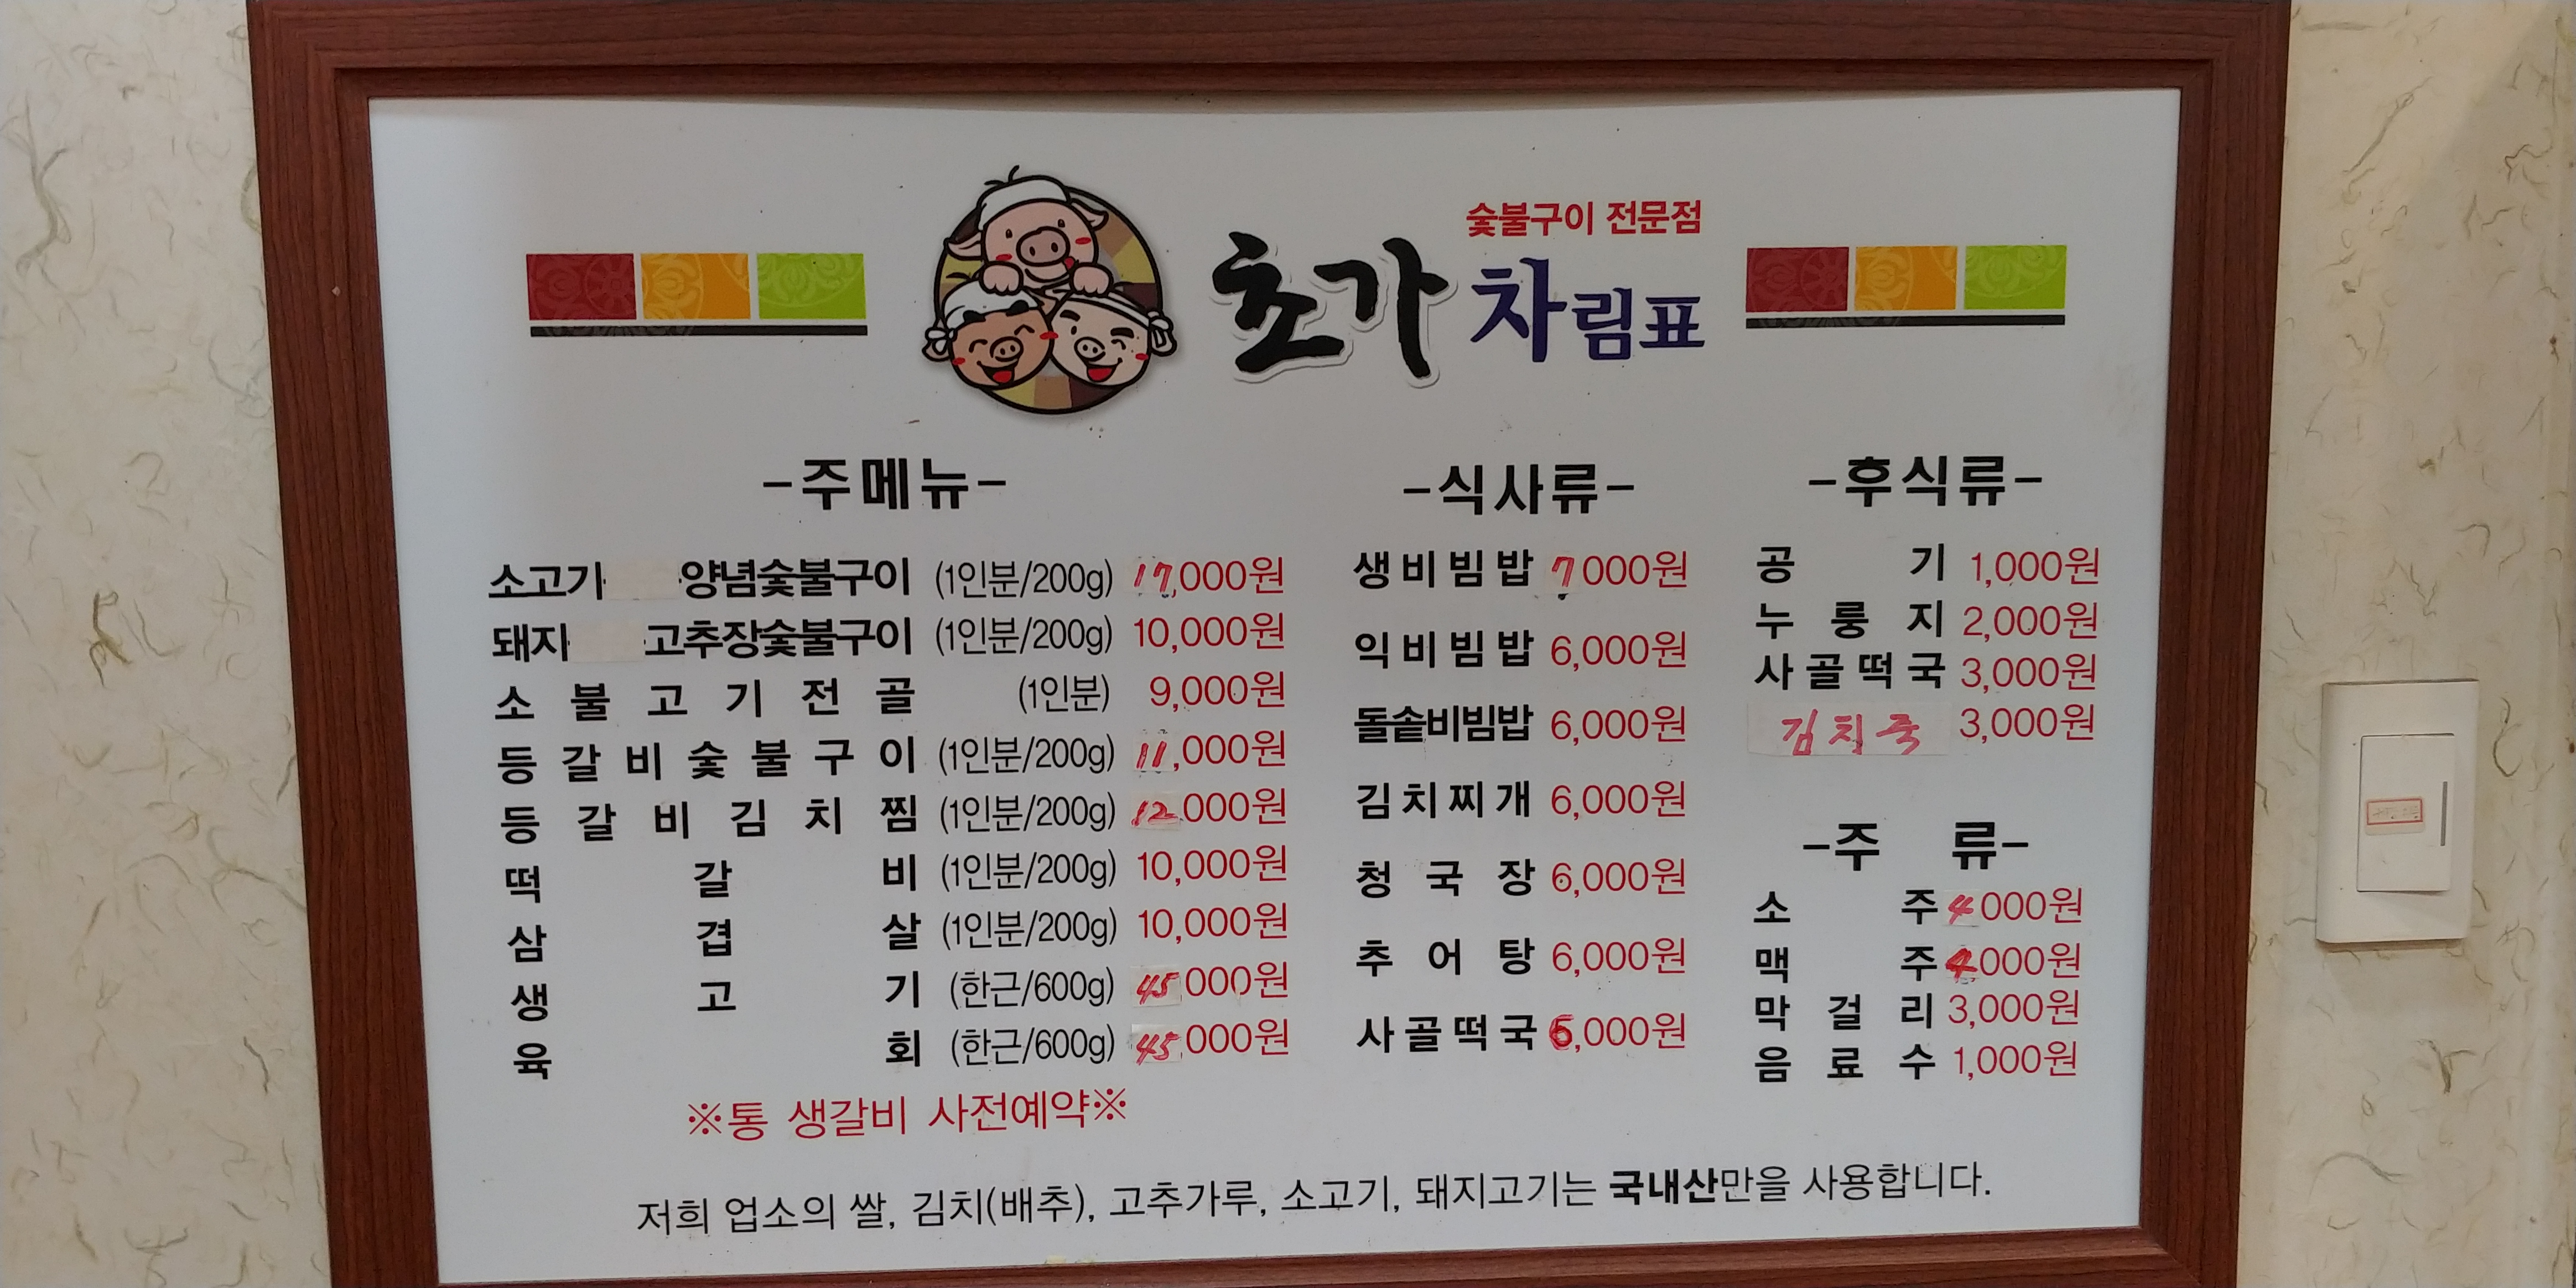 숯불구이 전문점
초가 차림표
-주메뉴-
소고기 양념숯불구이 (1인분/200g) 17,000원
돼지 고추장숯불구이 (1인분/200g) 10,000원
소불고기전골 (1인분) 9,000원
등갈비숯불구이 (1인분/200g) 11,000원
등갈비김치찜 (1인분/200g) 12,000원
떡갈비 (1인분/200g) 10,000원
삼겹살 (1인분/200g) 10,000원
생고기 (한근/600g) 45,000원
육회 (한근/600g) 45,000원
※통 생갈비 사전예약※
-식사류-
생비빔밥 7000원
익비빔밥 6,000원
돌솥비빔밥 6,000원
김치찌개 6,000원
청국장 6,000원
추어탕 6,000원
사골떡국 6,000원
-후식류-
공기 1,000원
누룽지 2,000원
사골떡국 3,000원
김치국 3,000원
-주류-
소주 4000원
맥주 4,000원
막걸리 3,000원
음료수 1,000원
저희 업소의 쌀, 김치(배추), 고추가루, 소고기, 돼지고기는 국내산만을 사용합니다.